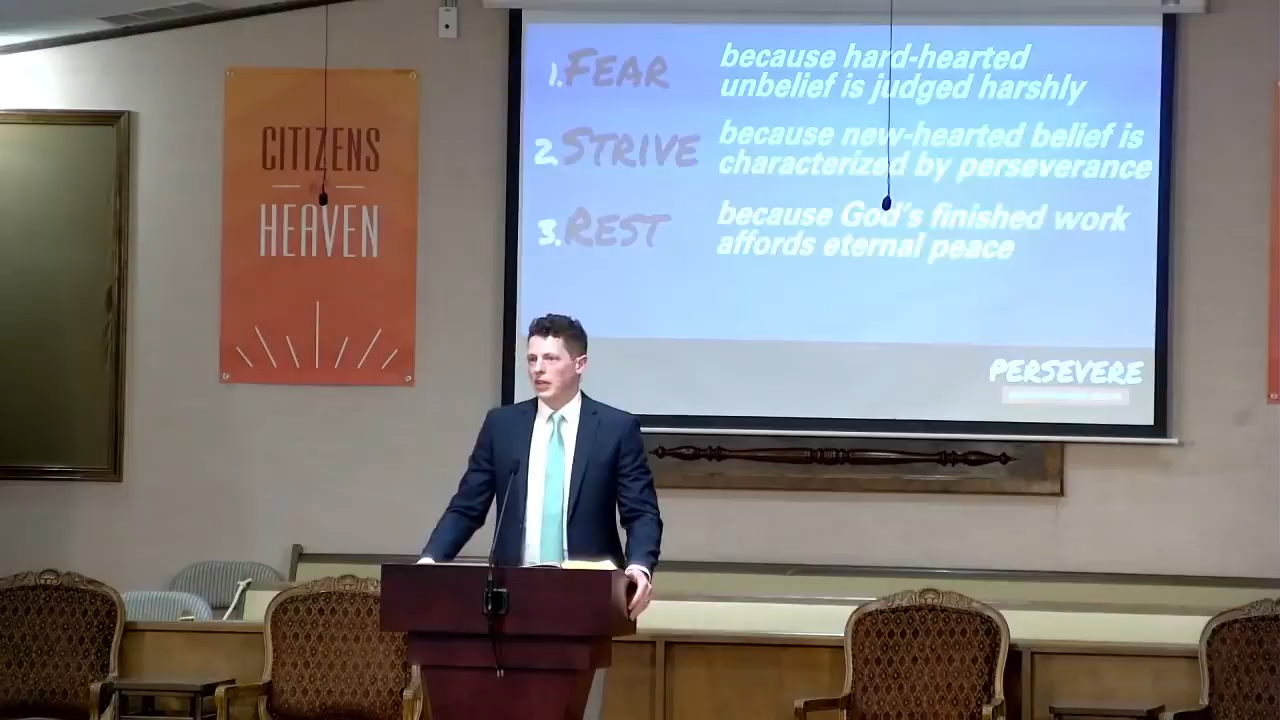 CITIZENS
HEAVEN
1. FEAR
because hard-hearted
unbelief is judged harshly
2. STRIVE
because new-hearted belief is
characterized by perseverance
3. REST
because God's finished work
affords eternal peace
PERSEVERE